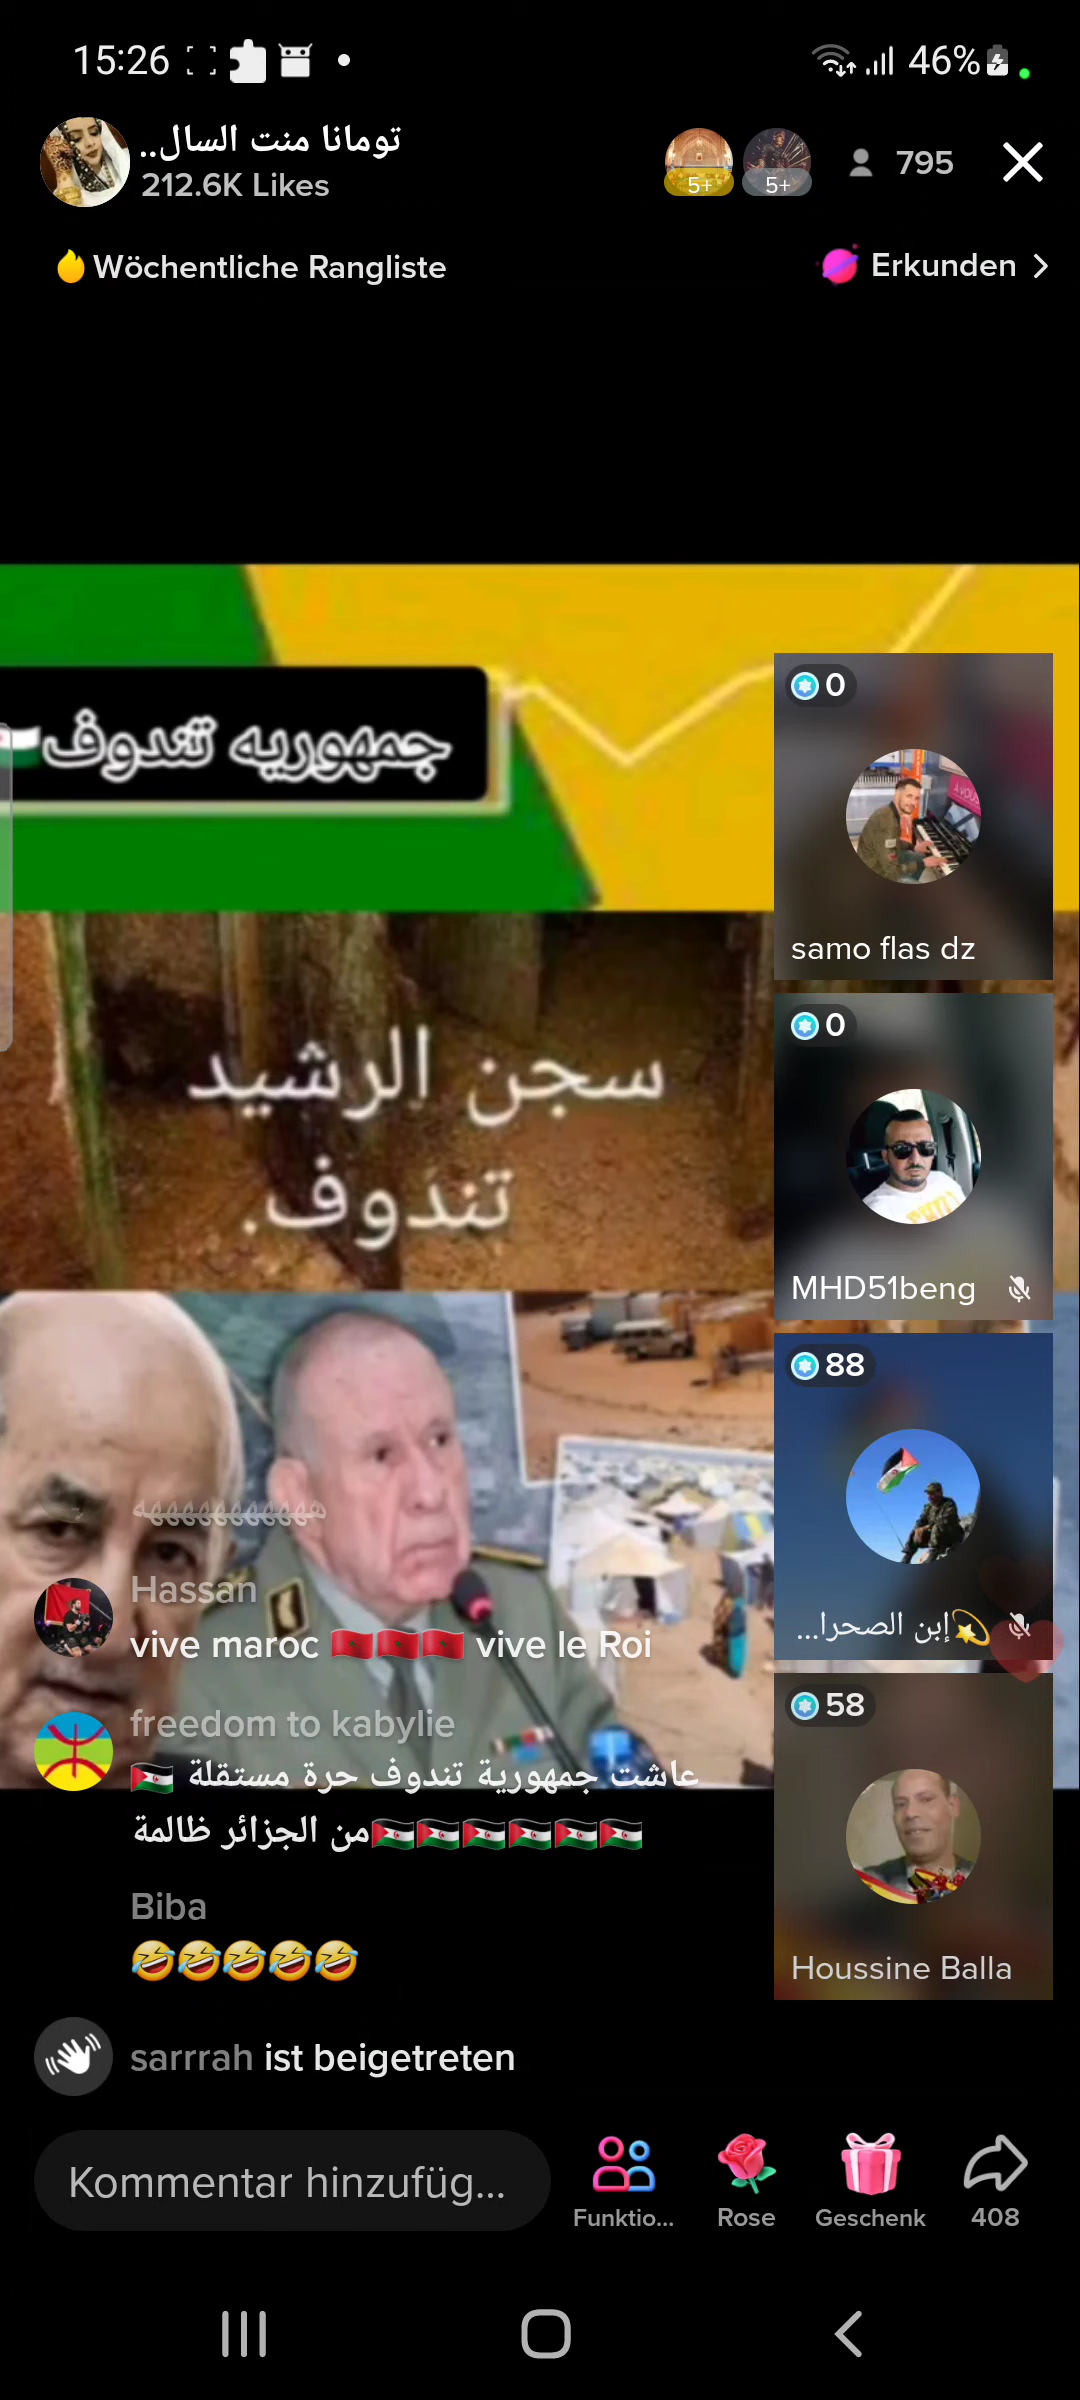 15:26
46%
تومانا منت السال..
212.6K Likes
5+
5+
795
Wöchentliche Rangliste
Erkunden
جمهوريه تندوف
0
samo flas dz
سجن الرشيد
تندوف.
0
MHD51beng
88
إبن الصحرا...
58
Houssine Balla
هههههههههههه
Hassan
vive maroc 🇲🇦🇲🇦🇲🇦 vive le Roi
freedom to kabylie
عاشت جمهورية تندوف حرة مستقلة 🇪🇭
من الجزائر ظالمة🇪🇭🇪🇭🇪🇭🇪🇭🇪🇭🇪🇭
Biba
🤣🤣🤣🤣🤣
sarrrah ist beigetreten
Kommentar hinzufüg...
Funktio...
Rose
Geschenk
408